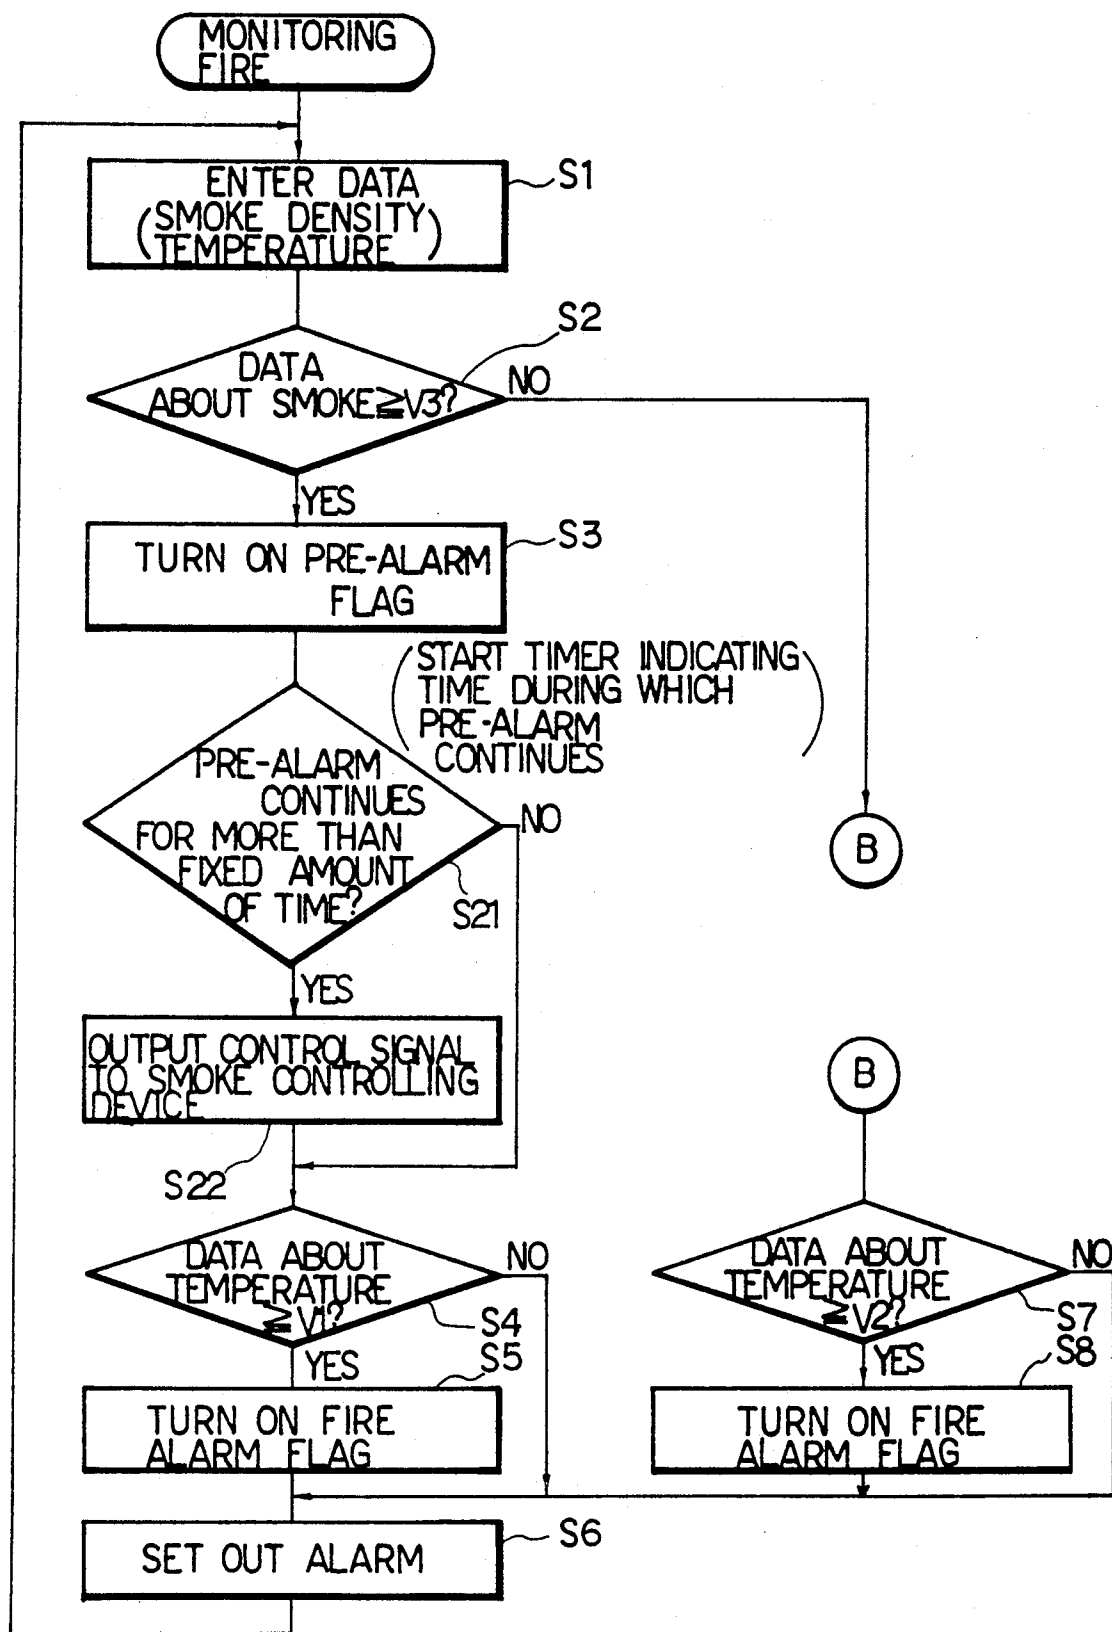 MONITORING
FIRE
ENTER DATA
S1
(SMOKE DENSITY
TEMPERATURE)
S2
DATA
ABOUT SMOKE≧V3?
NO
YES
S3
TURN ON PRE-ALARM
FLAG
(START TIMER INDICATING
TIME DURING WHICH
PRE-ALARM
CONTINUES)
PRE-ALARM
CONTINUES
FOR MORE THAN
FIXED AMOUNT
OF TIME?
NO
S21
B
YES
OUTPUT CONTROL SIGNAL
TO SMOKE CONTROLLING
DEVICE
S22
B
DATA ABOUT
TEMPERATURE
≧V1?
NO
S4
DATA ABOUT
TEMPERATURE
≧V2?
NO
S7
YES
S5
YES
S8
TURN ON FIRE
ALARM FLAG
TURN ON FIRE
ALARM FLAG
SET OUT ALARM
S6